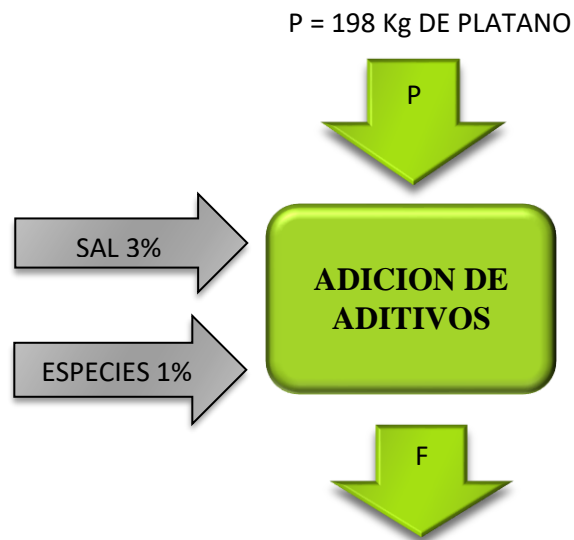 P = 198 Kg DE PLATANO
P
SAL 3%
ADICION DE
ADITIVOS
ESPECIES 1%
F